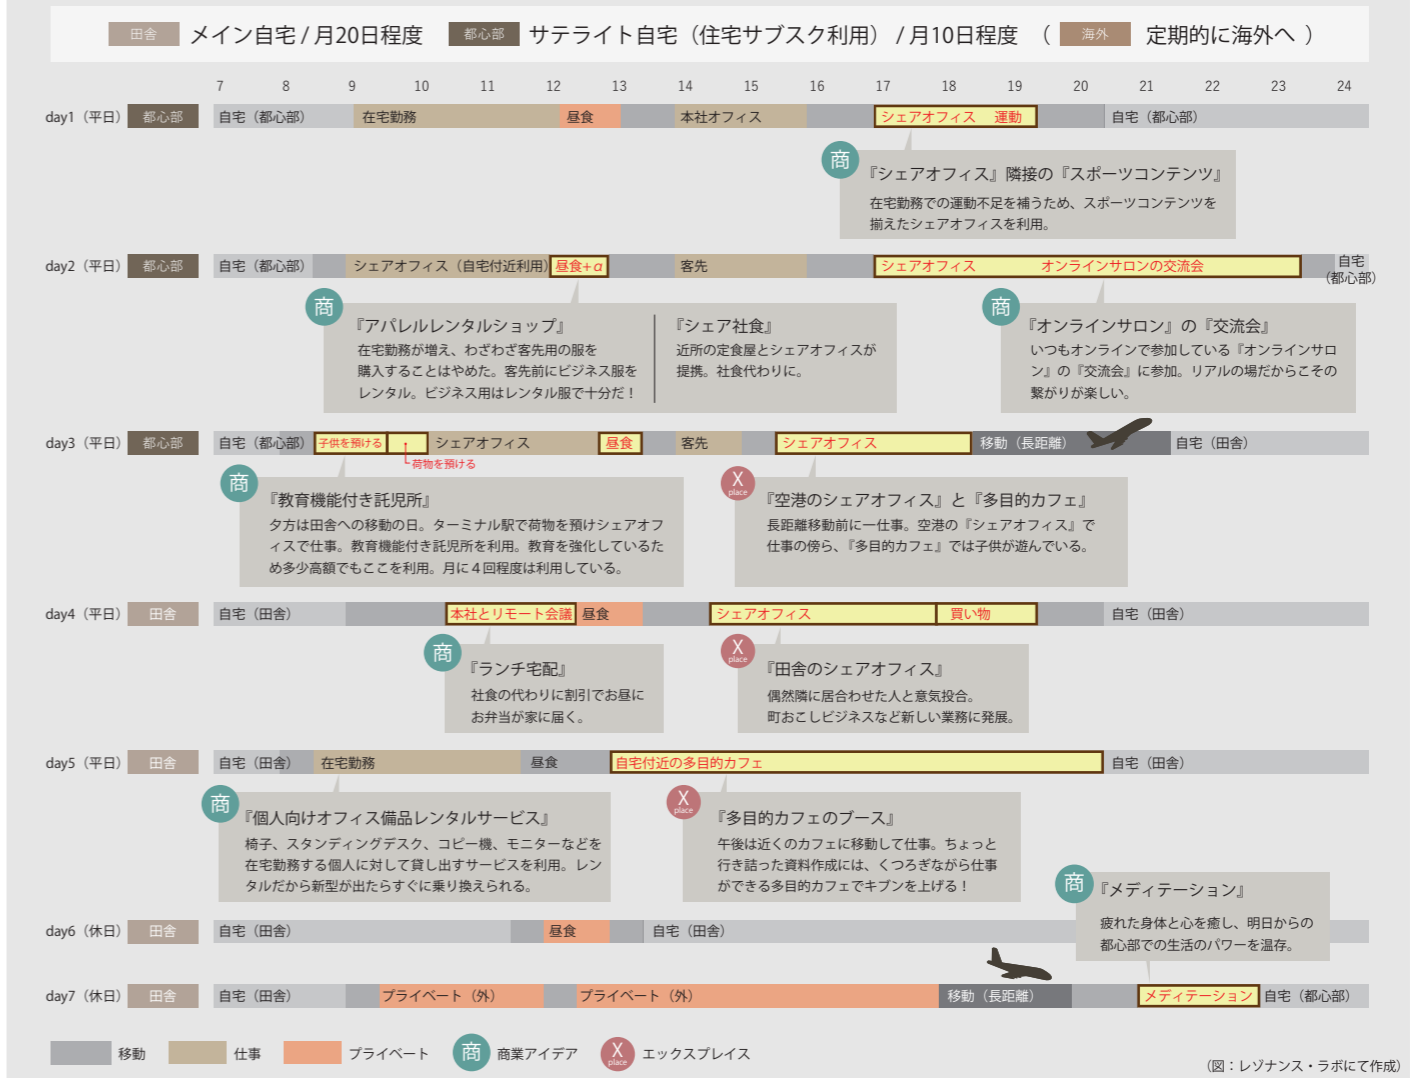 田舎 メイン自宅 / 月20日程度 都心部 サテライト自宅（住宅サブスク利用） / 月10日程度 （ 海外 定期的に海外へ ）
7 8 9 10 11 12 13 14 15 16 17 18 19 20 21 22 23 24
day1（平日） 都心部 自宅（都心部） 在宅勤務 昼食 本社オフィス シェアオフィス 運動 自宅（都心部）
商
『シェアオフィス』隣接の『スポーツコンテンツ』
在宅勤務での運動不足を補うため、スポーツコンテンツを
揃えたシェアオフィスを利用。
day2（平日） 都心部 自宅（都心部） シェアオフィス（自宅付近利用） 昼食+α 客先 シェアオフィス オンラインサロンの交流会 自宅
（都心部）
商
『アパレルレンタルショップ』
在宅勤務が増え、わざわざ客先用の服を
購入することはやめた。客先前にビジネス服を
レンタル。ビジネス用はレンタル服で十分だ！
『シェア社食』
近所の定食屋とシェアオフィスが
提携。社食代わりに。
商
『オンラインサロン』の『交流会』
いつもオンラインで参加している『オンラインサロ
ン』の『交流会』に参加。リアルの場だからこその
繋がりが楽しい。
day3（平日） 都心部 自宅（都心部） 子供を預ける ↑ シェアオフィス 昼食 客先 シェアオフィス 移動（長距離） 自宅（田舎）
荷物を預ける
商
『教育機能付き託児所』
夕方は田舎への移動の日。ターミナル駅で荷物を預けシェアオフ
ィスで仕事。教育機能付き託児所を利用。教育を強化しているた
め多少高額でもここを利用。月に４回程度は利用している。
X
place
『空港のシェアオフィス』と『多目的カフェ』
長距離移動前に一仕事。空港の『シェアオフィス』で
仕事の傍ら、『多目的カフェ』では子供が遊んでいる。
day4（平日） 田舎 自宅（田舎） 本社とリモート会議 昼食 シェアオフィス 買い物 自宅（田舎）
商
『ランチ宅配』
社食の代わりに割引でお昼に
お弁当が家に届く。
X
place
『田舎のシェアオフィス』
偶然隣に居合わせた人と意気投合。
町おこしビジネスなど新しい業務に発展。
day5（平日） 田舎 自宅（田舎） 在宅勤務 昼食 自宅付近の多目的カフェ 自宅（田舎）
商
『個人向けオフィス備品レンタルサービス』
椅子、スタンディングデスク、コピー機、モニターなどを
在宅勤務する個人に対して貸し出すサービスを利用。レン
タルだから新型が出たらすぐに乗り換えられる。
X
place
『多目的カフェのブース』
午後は近くのカフェに移動して仕事。ちょっと
行き詰った資料作成には、くつろぎながら仕事
ができる多目的カフェでキブンを上げる！
商
『メディテーション』
疲れた身体と心を癒し、明日からの
都心部での生活のパワーを温存。
day6（休日） 田舎 自宅（田舎） 昼食 自宅（田舎）
day7（休日） 田舎 自宅（田舎） プライベート（外） プライベート（外） 移動（長距離） メディテーション 自宅（都心部）
移動 仕事 プライベート 商 商業アイデア X place エックスプレイス
（図：レゾナンス・ラボにて作成）